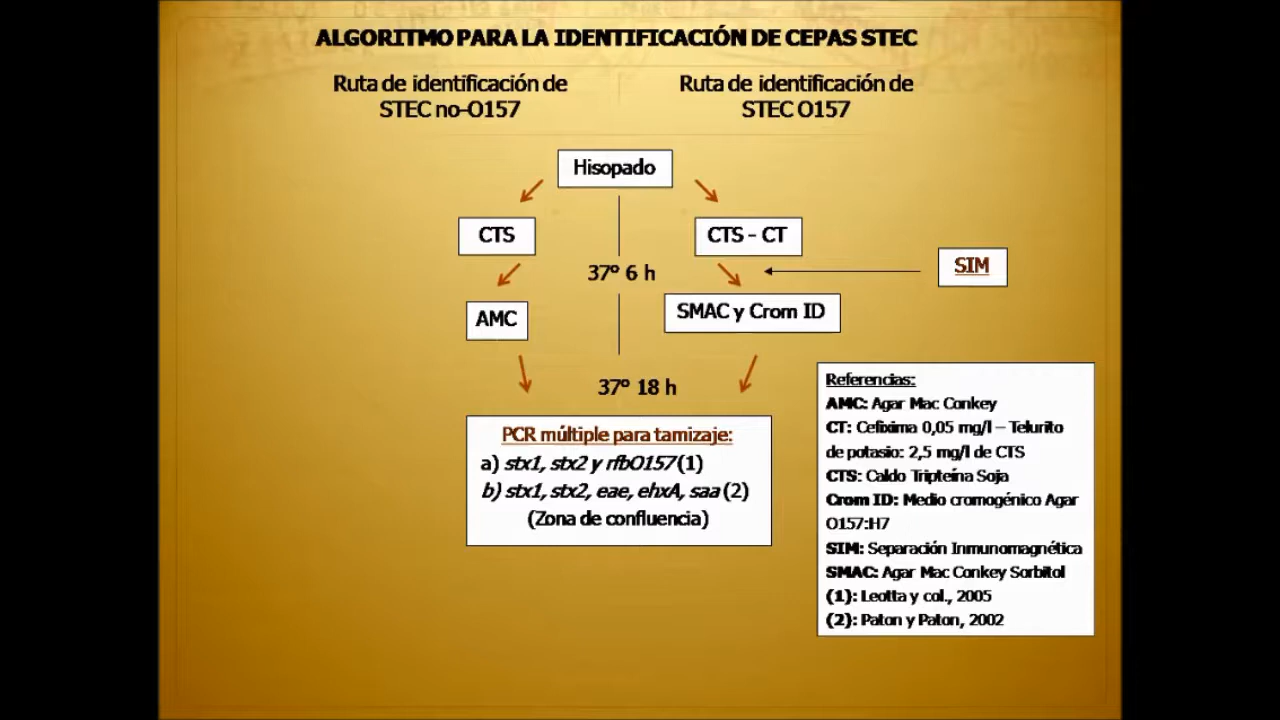 ALGORITMO PARA LA IDENTIFICACIÓN DE CEPAS STEC
Ruta de identificación de
STEC no-O157
Ruta de identificación de
STEC O157
Hisopado
CTS
CTS - CT
37º 6 h
SIM
AMC
SMAC y Crom ID
37º 18 h
PCR múltiple para tamizaje:
a) stx1, stx2 y rfbO157 (1)
b) stx1, stx2, eae, ehxA, saa (2)
(Zona de confluencia)
Referencias:
AMC: Agar Mac Conkey
CT: Cefixima 0,05 mg/l – Telurito
de potasio: 2,5 mg/l de CTS
CTS: Caldo Tripteína Soja
Crom ID: Medio cromogénico Agar
O157:H7
SIM: Separación Inmunomagnética
SMAC: Agar Mac Conkey Sorbitol
(1): Leotta y col., 2005
(2): Paton y Paton, 2002